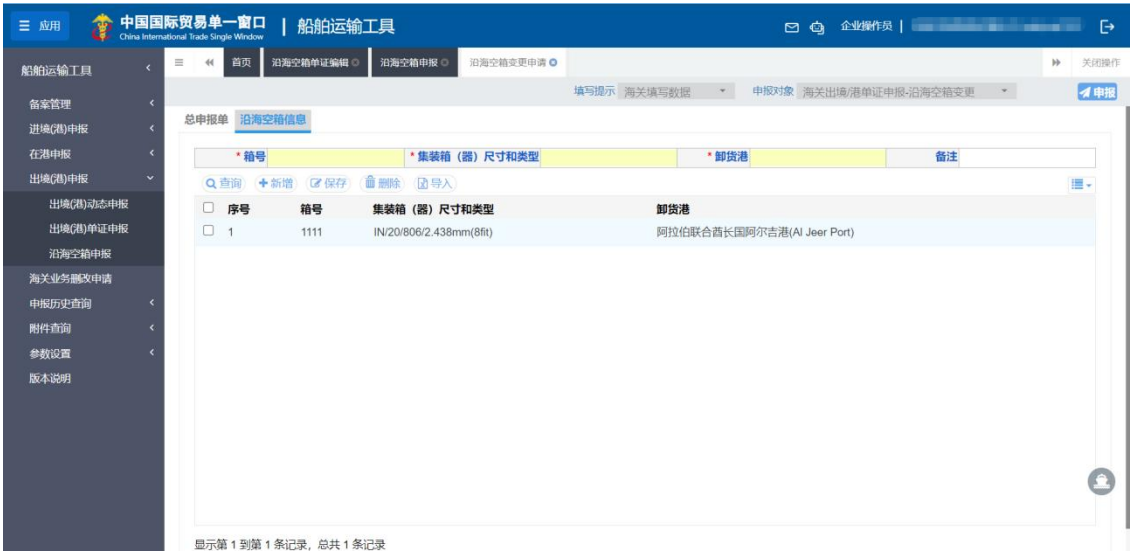 应用 中国国际贸易单一窗口 | 船舶运输工具 企业操作员 |
China International Trade Single Window
船舶运输工具
首页 沿海空箱单证编辑 沿海空箱申报 沿海空箱变更申请 关闭操作
填写提示 海关填写数据 申报对象 海关出境/港单证申报-沿海空箱变更 申报
备案管理
进境(港)申报
在港申报
出境(港)申报
出境(港)动态申报
出境(港)单证申报
沿海空箱申报
海关业务删改申请
申报历史查询
附件查询
参数设置
版本说明
总申报单 沿海空箱信息
* 箱号 * 集装箱（器）尺寸和类型 * 卸货港 备注
查询 新增 保存 删除 导入
序号 箱号 集装箱（器）尺寸和类型 卸货港
1 1111 IN/20/806/2.438mm(8fit) 阿拉伯联合酋长国阿尔吉港(Al Jeer Port)
显示第 1 到第 1 条记录，总共 1 条记录